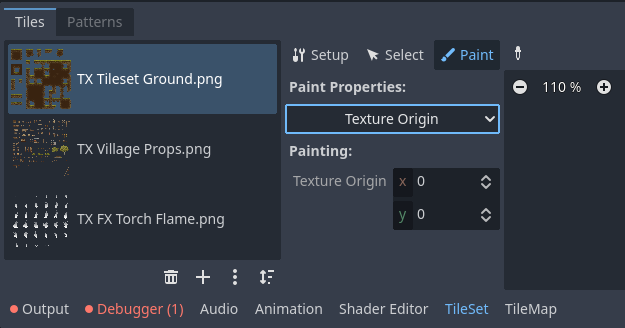 Tiles Patterns
TX Tileset Ground.png
TX Village Props.png
TX FX Torch Flame.png
Setup Select Paint
Paint Properties:
Texture Origin
Painting:
Texture Origin x 0
y 0
110 %
Output Debugger (1) Audio Animation Shader Editor TileSet TileMap